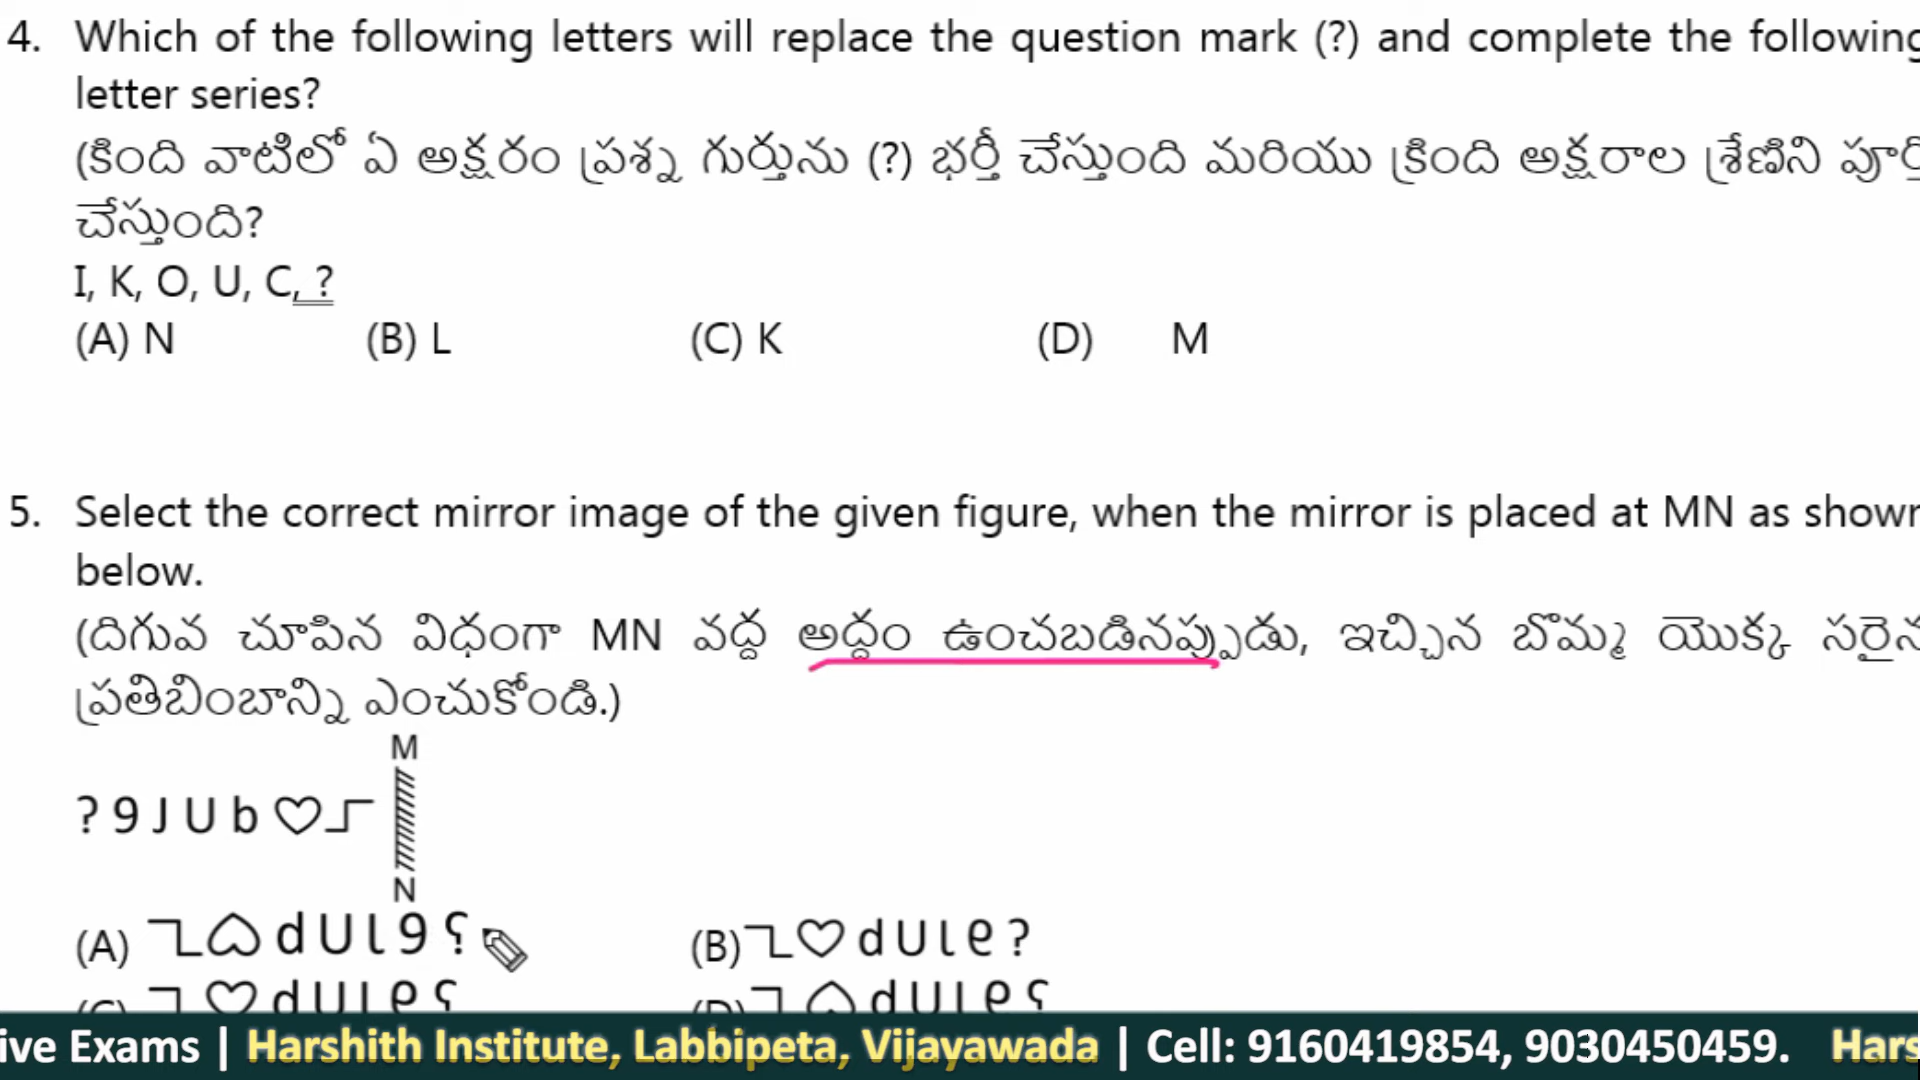 4. Which of the following letters will replace the question mark (?) and complete the following
letter series?
(కింది వాటిలో ఏ అక్షరం ప్రశ్న గుర్తును (?) భర్తీ చేస్తుంది మరియు క్రింది అక్షరాల శ్రేణిని పూర్తి
చేస్తుంది?
I, K, O, U, C, ?
(A) N (B) L (C) K (D) M
5. Select the correct mirror image of the given figure, when the mirror is placed at MN as shown
below.
(దిగువ చూపిన విధంగా MN వద్ద అద్దం ఉంచబడినప్పుడు, ఇచ్చిన బొమ్మ యొక్క సరైన
ప్రతిబింబాన్ని ఎంచుకోండి.)
M
? 9 J U b ♡
N
(A) d U 9 ⸮ (B) ♡ d U ?
ive Exams | Harshith Institute, Labbipeta, Vijayawada | Cell: 9160419854, 9030450459. Hars